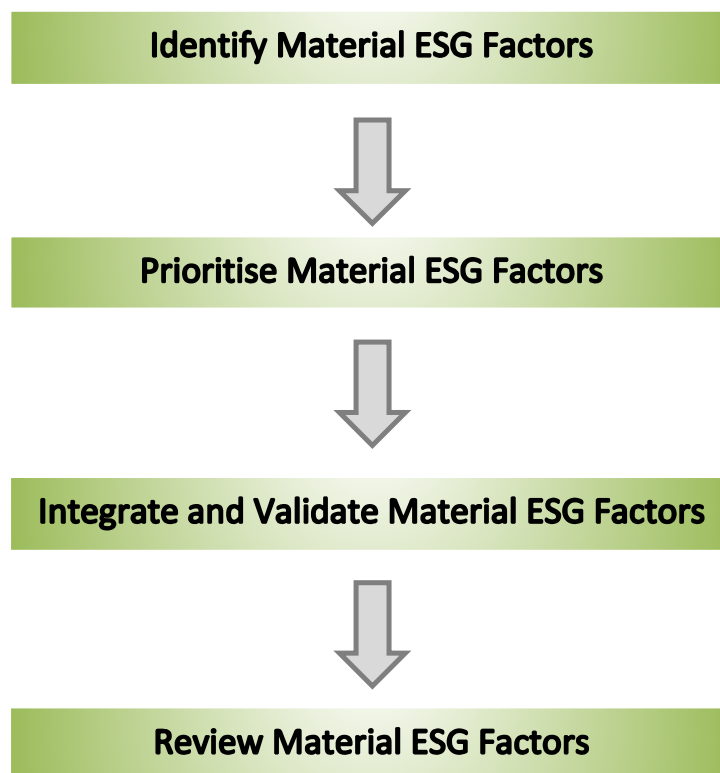 Identify Material ESG Factors
Prioritise Material ESG Factors
Integrate and Validate Material ESG Factors
Review Material ESG Factors